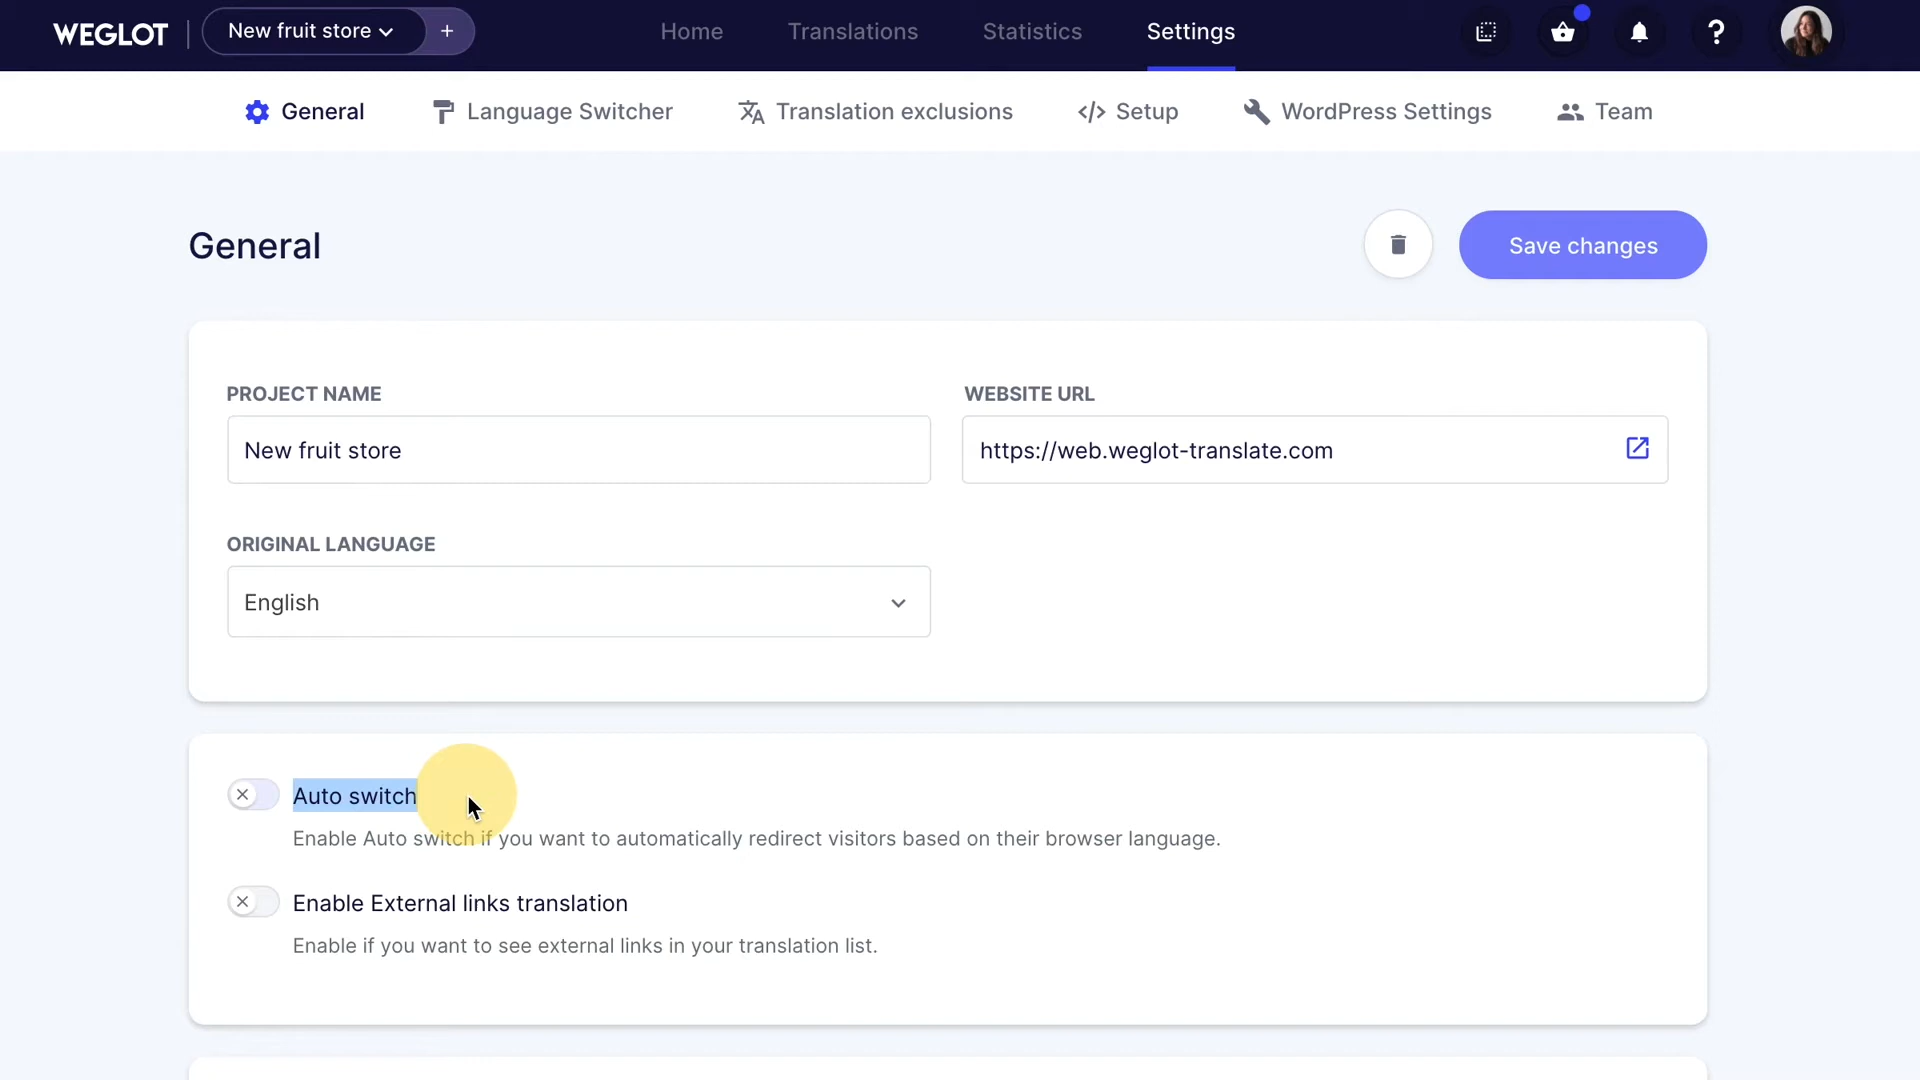 WEGLOT
New fruit store
+
Home
Translations
Statistics
Settings
?
General
Language Switcher
Translation exclusions
</> Setup
WordPress Settings
Team
General
Save changes
PROJECT NAME
WEBSITE URL
New fruit store
https://web.weglot-translate.com
ORIGINAL LANGUAGE
English
Auto switch
Enable Auto switch if you want to automatically redirect visitors based on their browser language.
Enable External links translation
Enable if you want to see external links in your translation list.